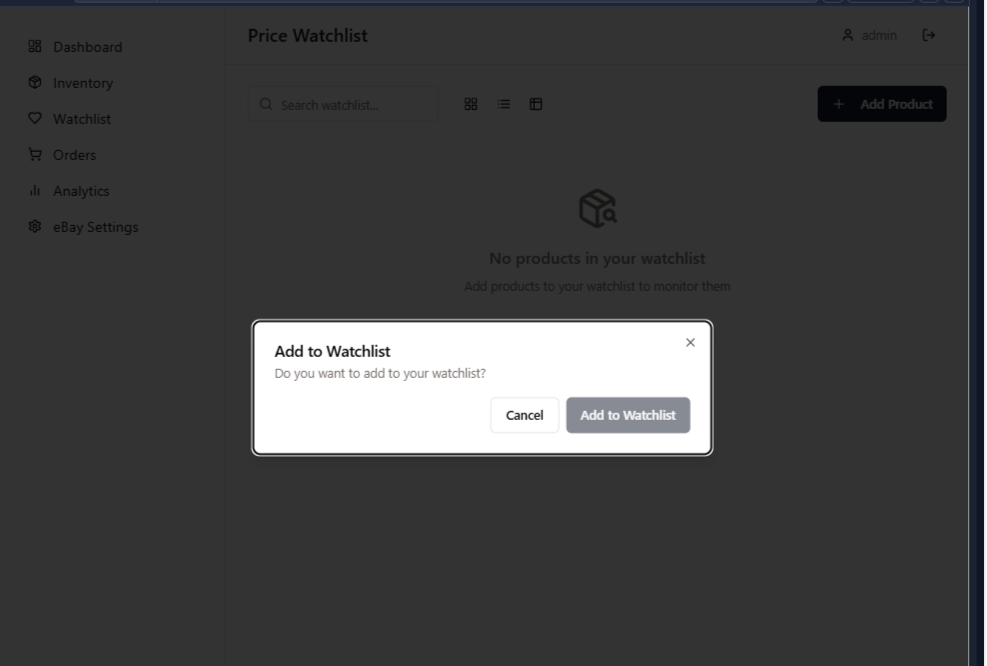 Dashboard
Inventory
Watchlist
Orders
Analytics
eBay Settings
Price Watchlist
admin
Search watchlist...
Add Product
No products in your watchlist
Add products to your watchlist to monitor them
Add to Watchlist
Do you want to add to your watchlist?
Cancel
Add to Watchlist